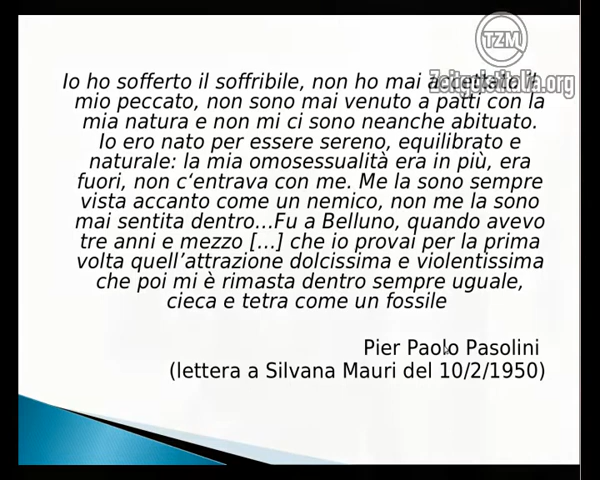 TZM
Zeitgeistitalia.org
Io ho sofferto il soffribile, non ho mai accettato il
mio peccato, non sono mai venuto a patti con la
mia natura e non mi ci sono neanche abituato.
Io ero nato per essere sereno, equilibrato e
naturale: la mia omosessualità era in più, era
fuori, non c‘entrava con me. Me la sono sempre
vista accanto come un nemico, non me la sono
mai sentita dentro...Fu a Belluno, quando avevo
tre anni e mezzo [...] che io provai per la prima
volta quell’attrazione dolcissima e violentissima
che poi mi è rimasta dentro sempre uguale,
cieca e tetra come un fossile
Pier Paolo Pasolini
(lettera a Silvana Mauri del 10/2/1950)